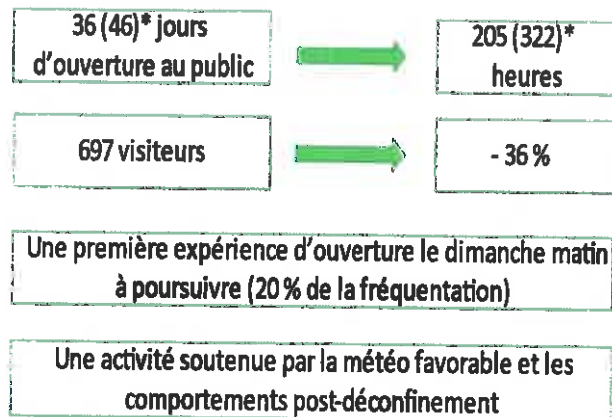 36 (46)* jours
d'ouverture au public
205 (322)*
heures
697 visiteurs
- 36 %
Une première expérience d'ouverture le dimanche matin
à poursuivre (20 % de la fréquentation)
Une activité soutenue par la météo favorable et les
comportements post-déconfinement